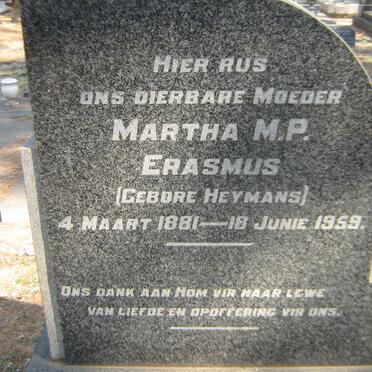 HIER RUS
ONS DIERBARE MOEDER
MARTHA M.P.
ERASMUS
(GEBORE HEYMANS)
4 MAART 1881—18 JUNIE 1959.
ONS DANK AAN HOM VIR HAAR LEWE
VAN LIEFDE EN OPOFFERING VIR ONS.